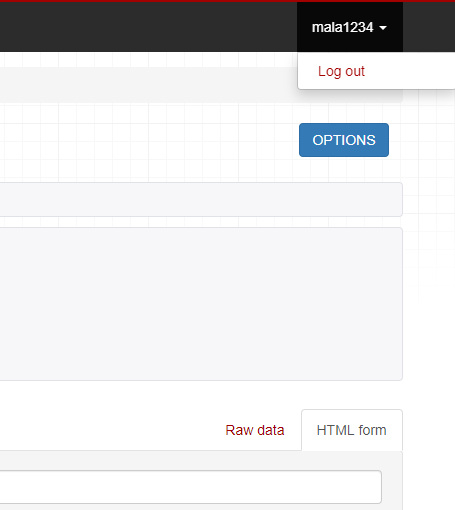 mala1234
Log out
OPTIONS
Raw data
HTML form